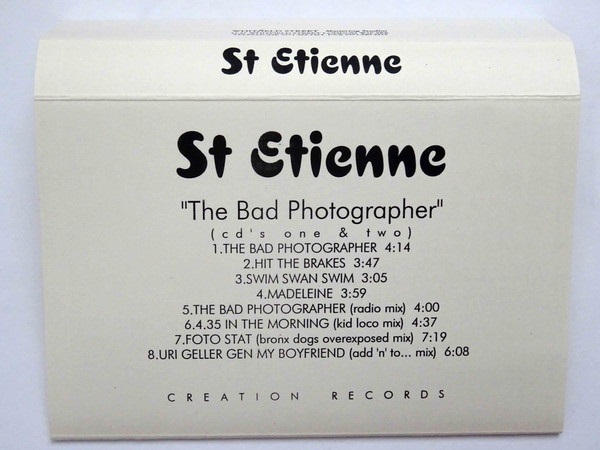 St Etienne
St Etienne
"The Bad Photographer"
(cd's one & two)
1.THE BAD PHOTOGRAPHER 4:14
2.HIT THE BRAKES 3:47
3.SWIM SWAN SWIM 3:05
4.MADELEINE 3:59
5.THE BAD PHOTOGRAPHER (radio mix) 4:00
6.4.35 IN THE MORNING (kid loco mix) 4:37
7.FOTO STAT (bronx dogs overexposed mix) 7:19
8.URI GELLER GEN MY BOYFRIEND (add 'n' to... mix) 6:08
CREATION RECORDS